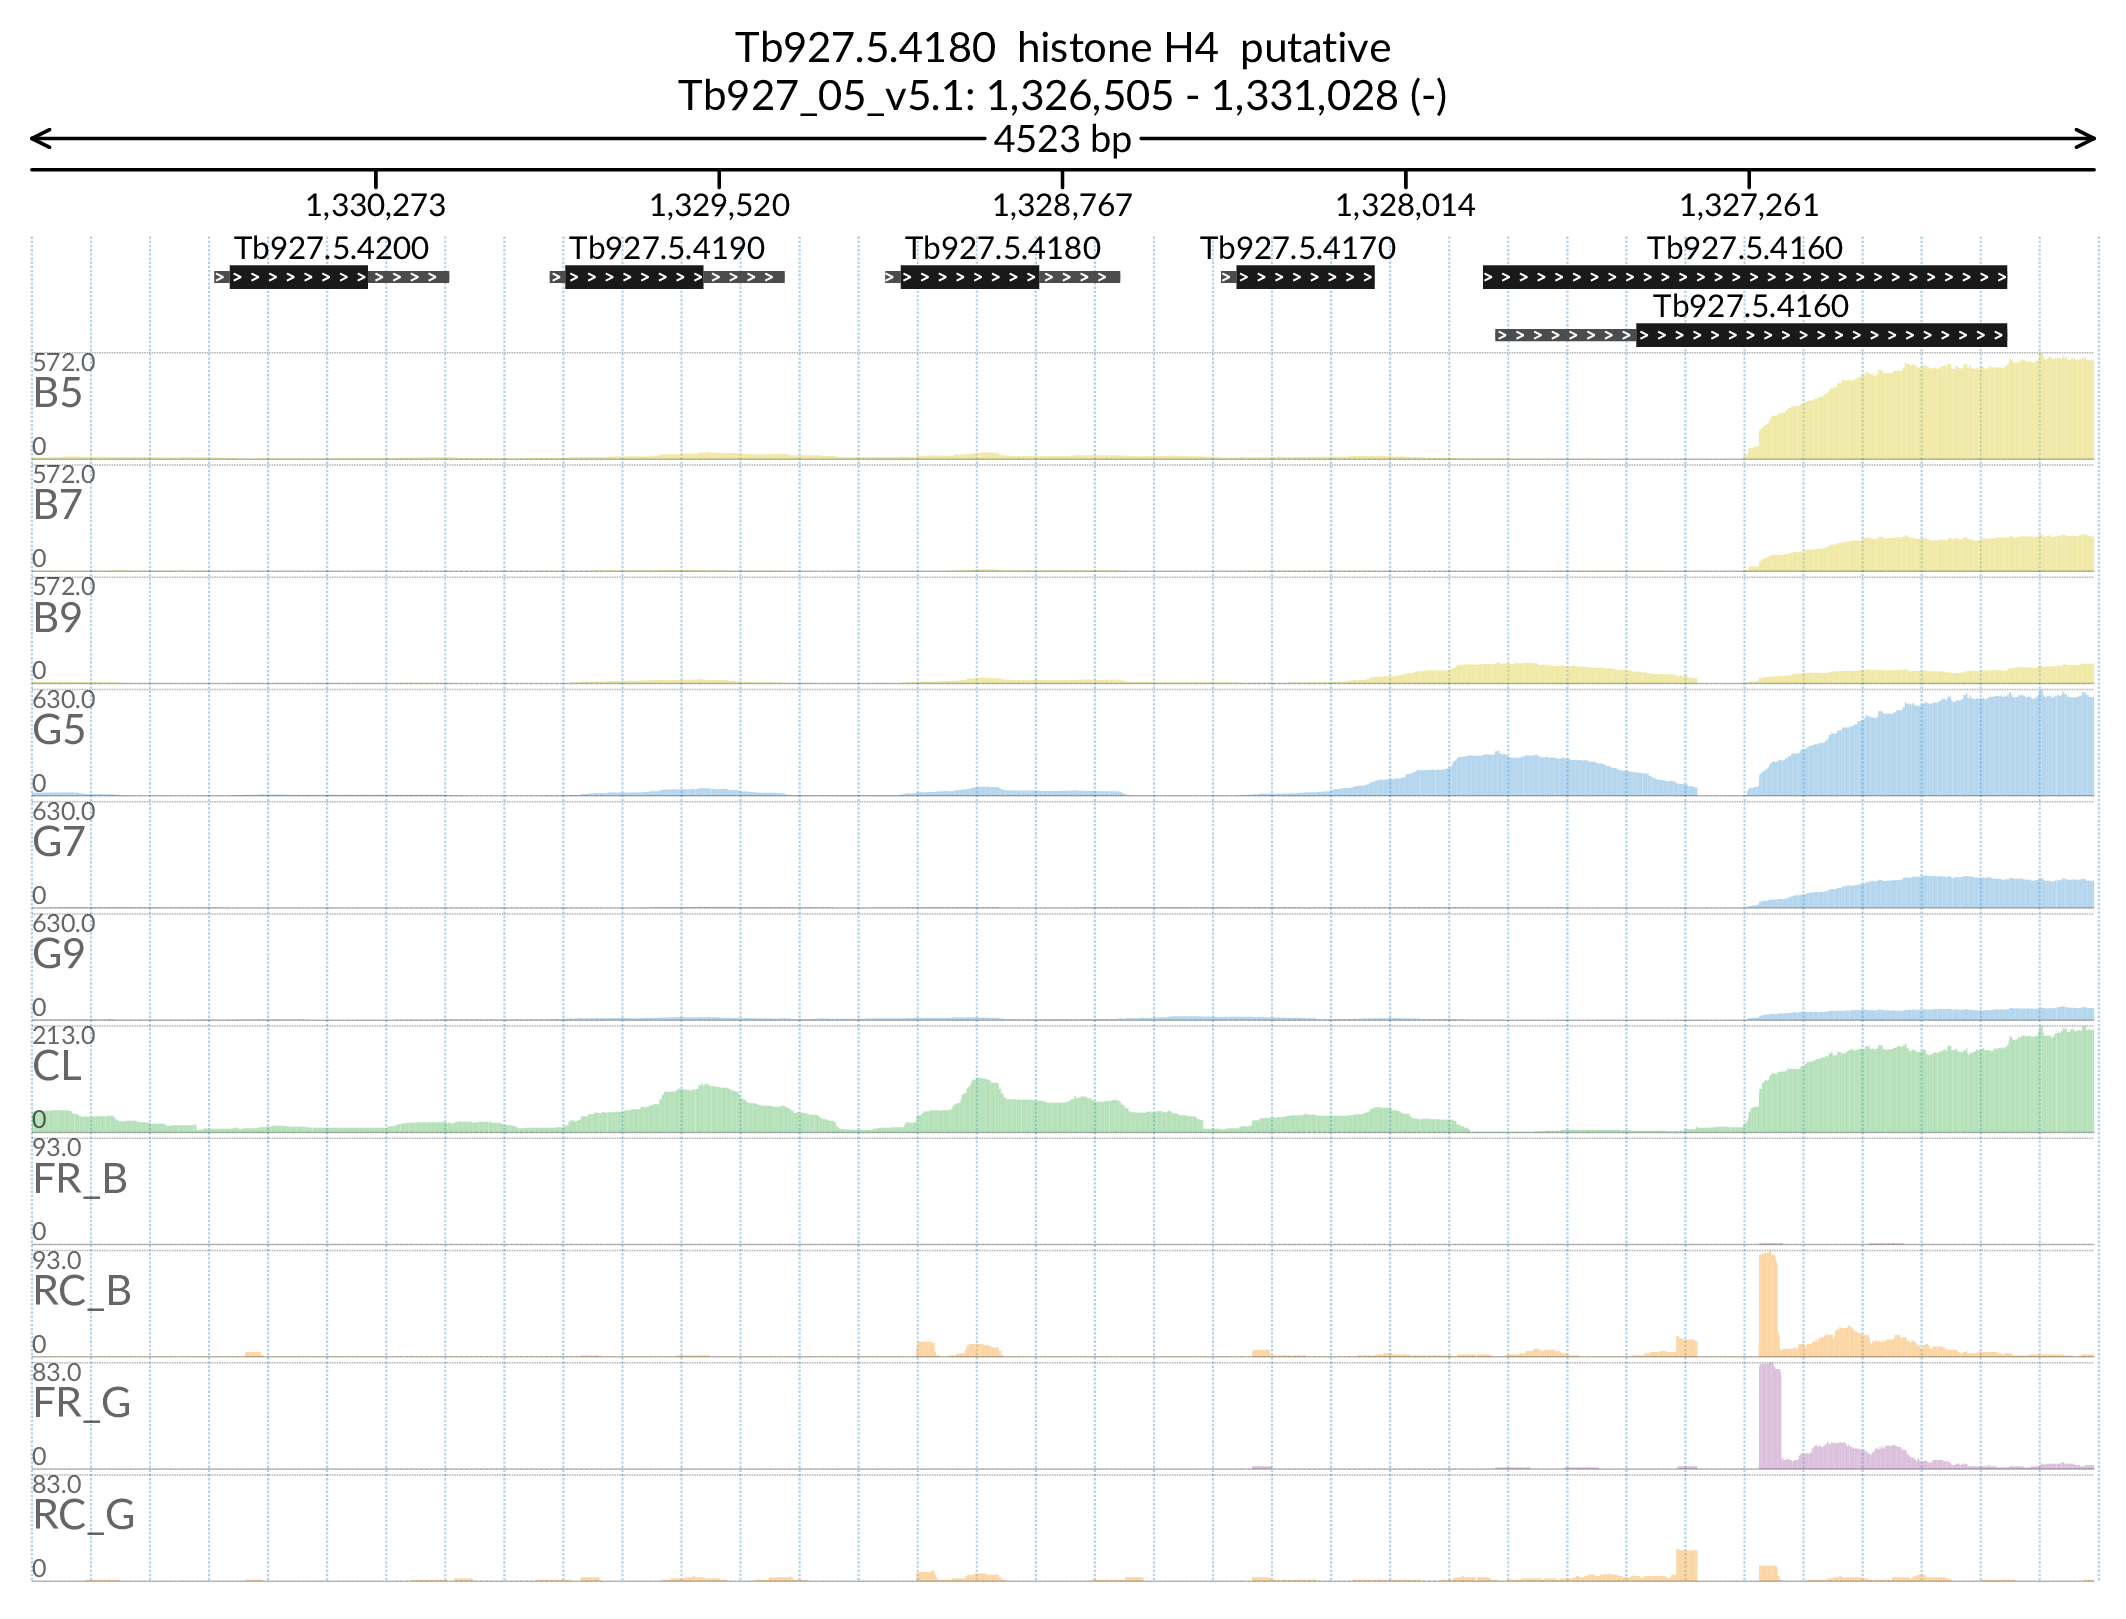 Tb927.5.4180 histone H4 putative
Tb927_05_v5.1: 1,326,505 - 1,331,028 (-)
4523 bp
1,330,273 1,329,520 1,328,767 1,328,014 1,327,261
Tb927.5.4200 Tb927.5.4190 Tb927.5.4180 Tb927.5.4170 Tb927.5.4160
Tb927.5.4160
572.0
B5
0
572.0
B7
0
572.0
B9
0
630.0
G5
0
630.0
G7
0
630.0
G9
0
213.0
CL
0
93.0
FR_B
0
93.0
RC_B
0
83.0
FR_G
0
83.0
RC_G
0